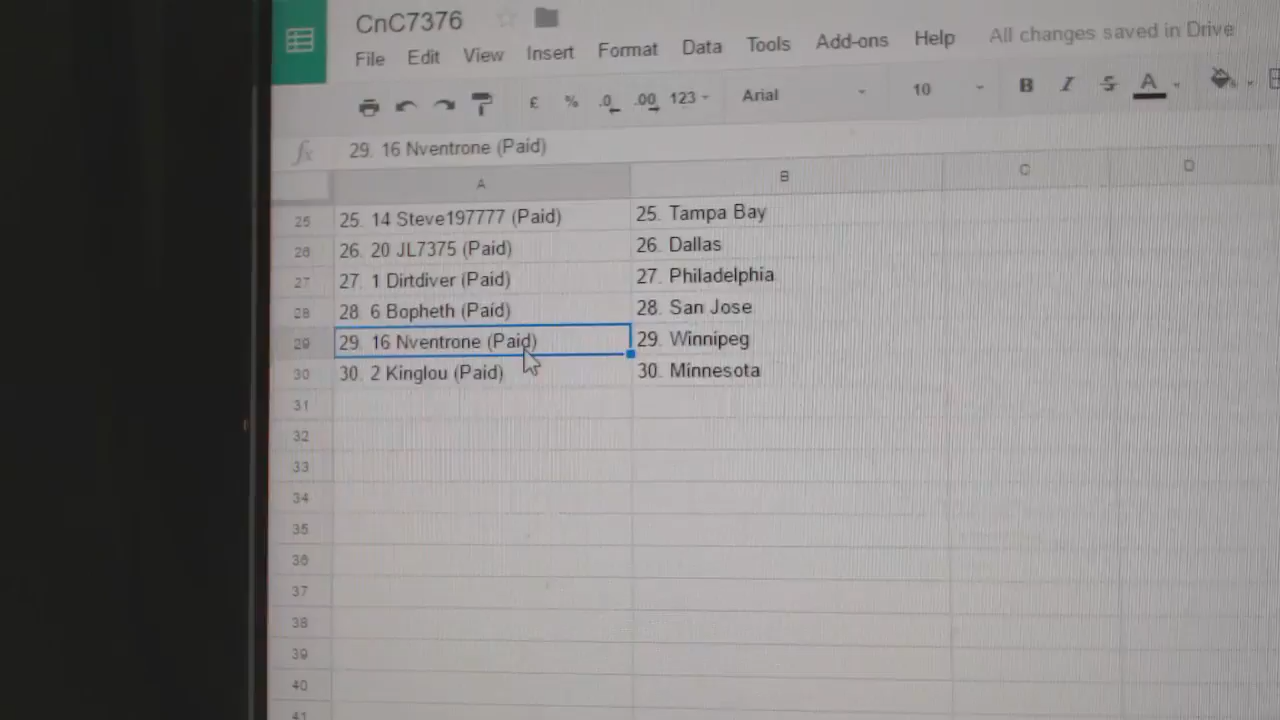 CnC7376
File Edit View Insert Format Data Tools Add-ons Help All changes saved in Drive
£ % .0 .00 123 Arial 10 B I S A
fx 29. 16 Nventrone (Paid)
A B C D
25 25. 14 Steve197777 (Paid) 25. Tampa Bay
26 26. 20 JL7375 (Paid) 26. Dallas
27 27. 1 Dirtdiver (Paid) 27. Philadelphia
28 28. 6 Bopheth (Paid) 28. San Jose
29 29. 16 Nventrone (Paid) 29. Winnipeg
30 30. 2 Kinglou (Paid) 30. Minnesota
31
32
33
34
35
36
37
38
39
40
41